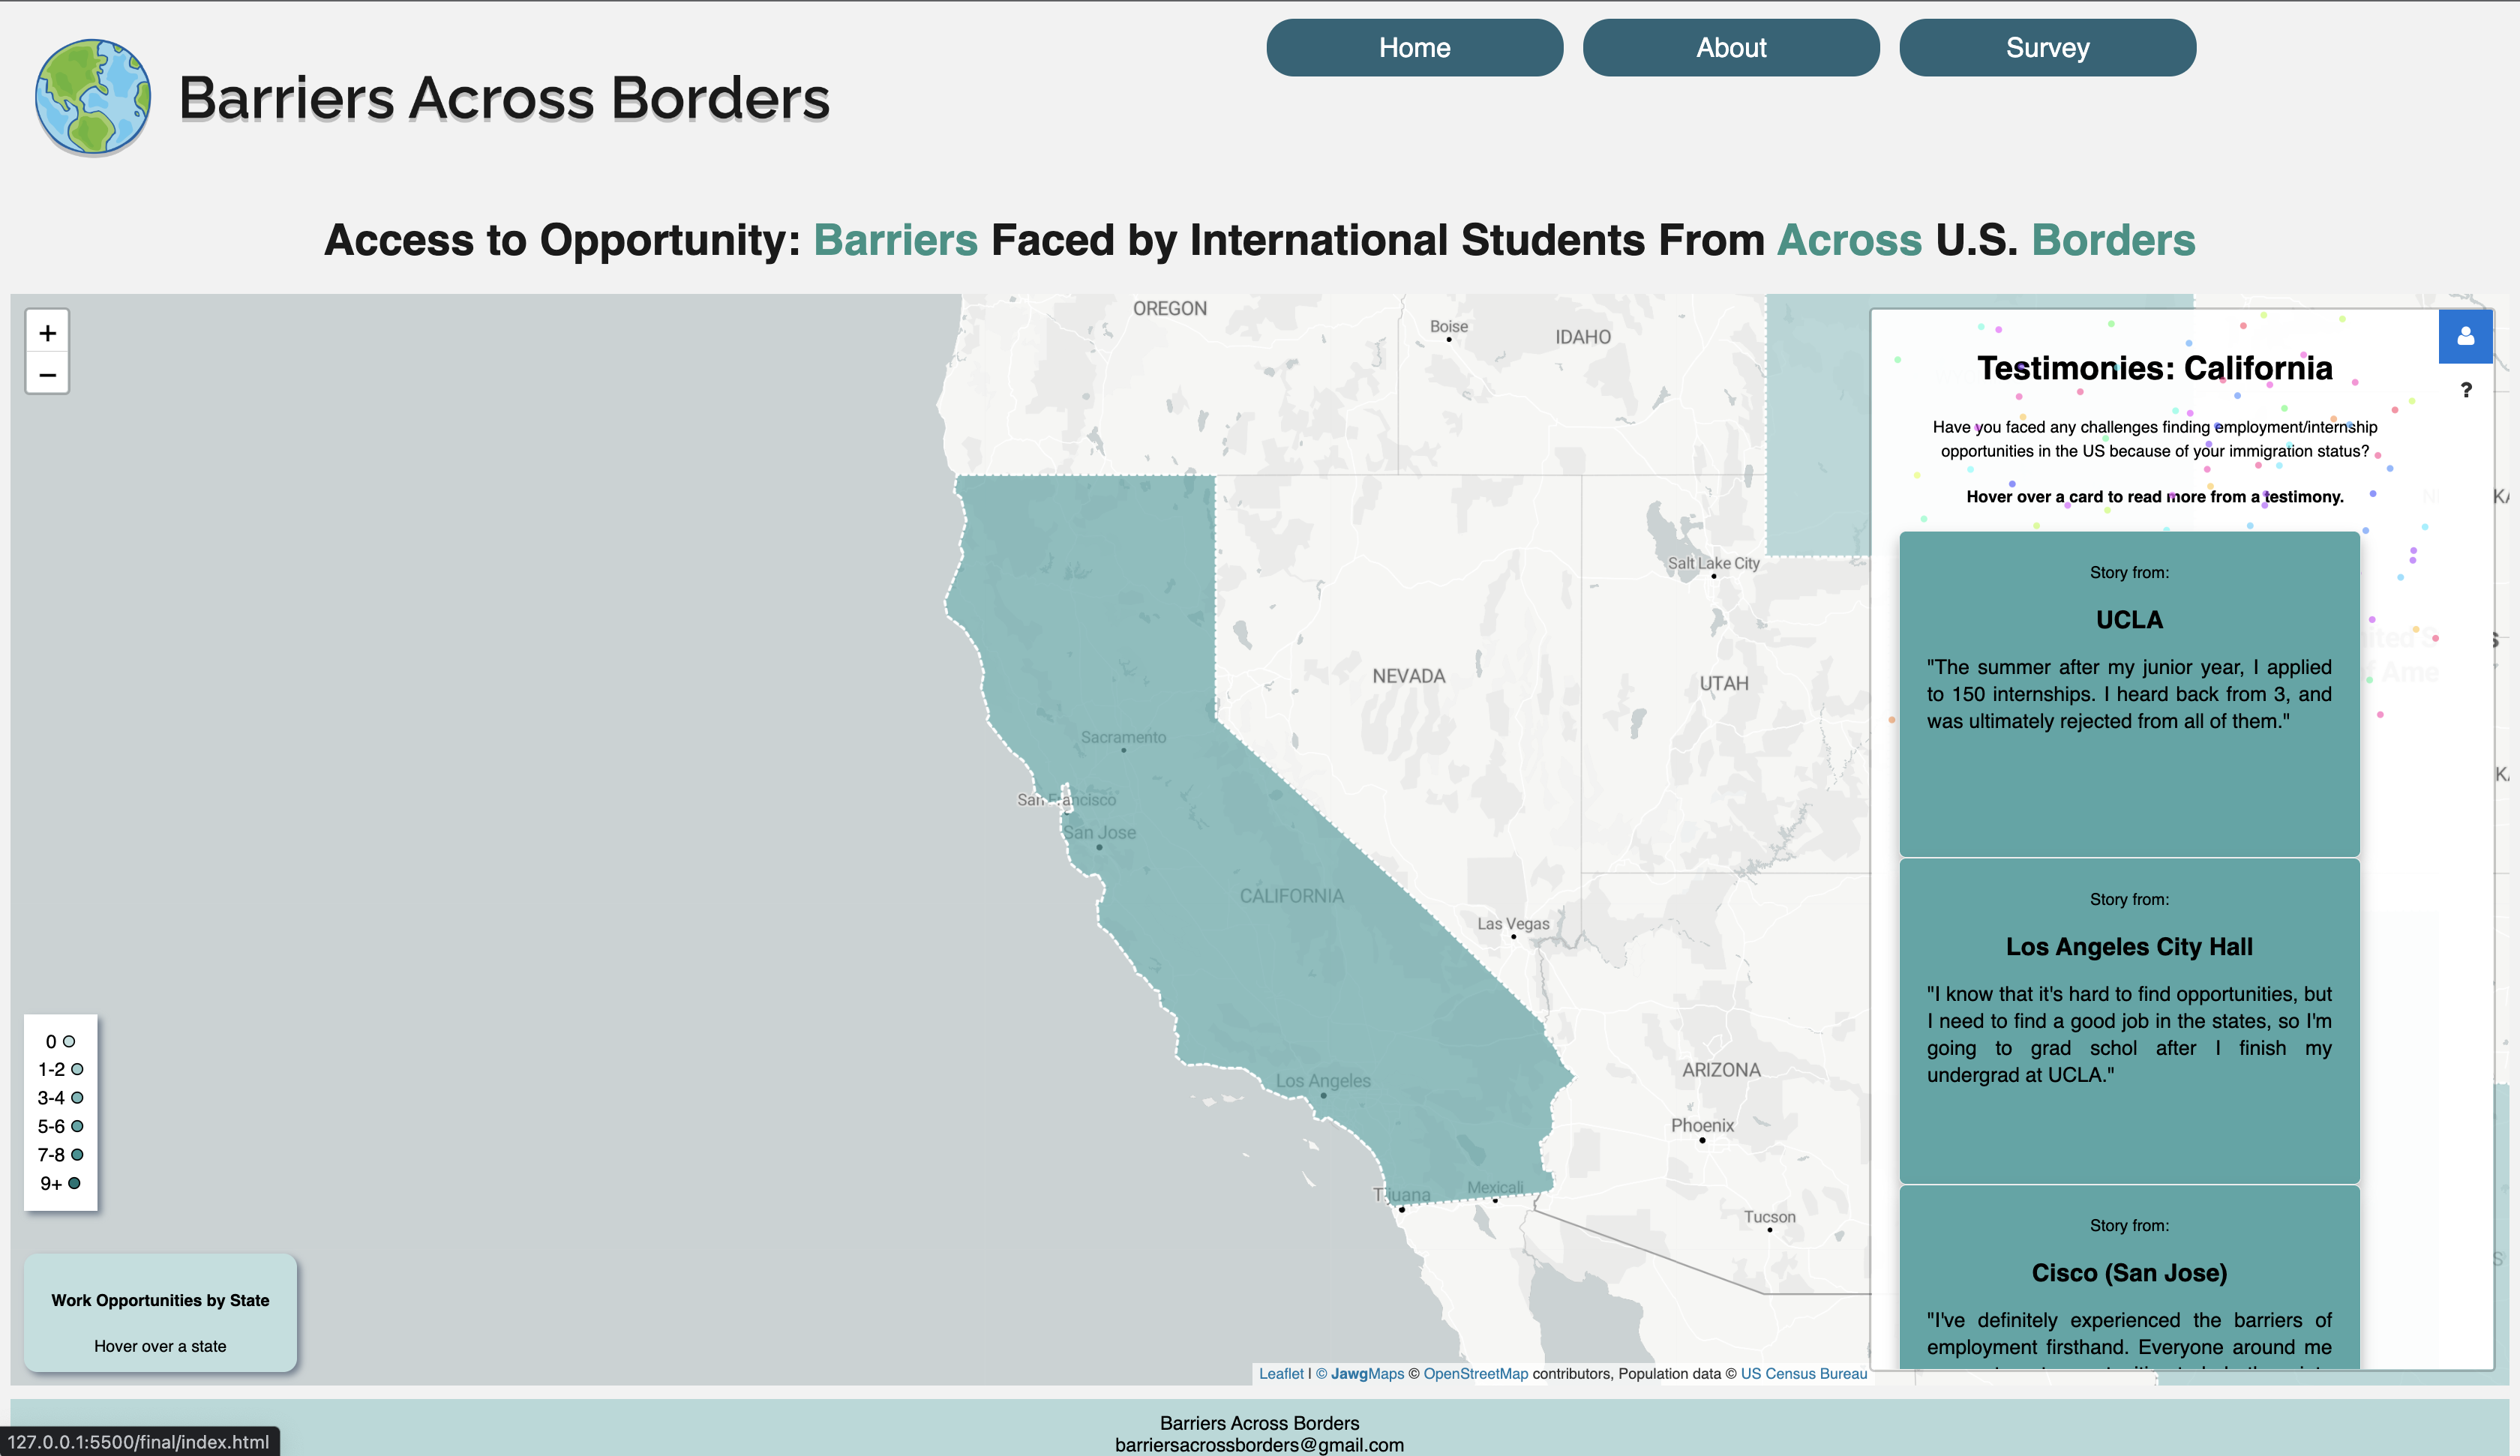 Home
About
Survey
Barriers Across Borders
Access to Opportunity: Barriers Faced by International Students From Across U.S. Borders
+
−
OREGON
Boise
IDAHO
Salt Lake City
NEVADA
UTAH
Sacramento
San Francisco
San Jose
CALIFORNIA
Las Vegas
Los Angeles
ARIZONA
Phoenix
Tijuana
Mexicali
Tucson
Testimonies: California
?
Have you faced any challenges finding employment/internship
opportunities in the US because of your immigration status?
Hover over a card to read more from a testimony.
Story from:
UCLA
"The summer after my junior year, I applied
to 150 internships. I heard back from 3, and
was ultimately rejected from all of them."
Story from:
Los Angeles City Hall
"I know that it's hard to find opportunities, but
I need to find a good job in the states, so I'm
going to grad schol after I finish my
undergrad at UCLA."
Story from:
Cisco (San Jose)
"I've definitely experienced the barriers of
employment firsthand. Everyone around me
0
1-2
3-4
5-6
7-8
9+
Work Opportunities by State
Hover over a state
Leaflet | © JawgMaps © OpenStreetMap contributors, Population data © US Census Bureau
Barriers Across Borders
barriersacrossborders@gmail.com
127.0.0.1:5500/final/index.html